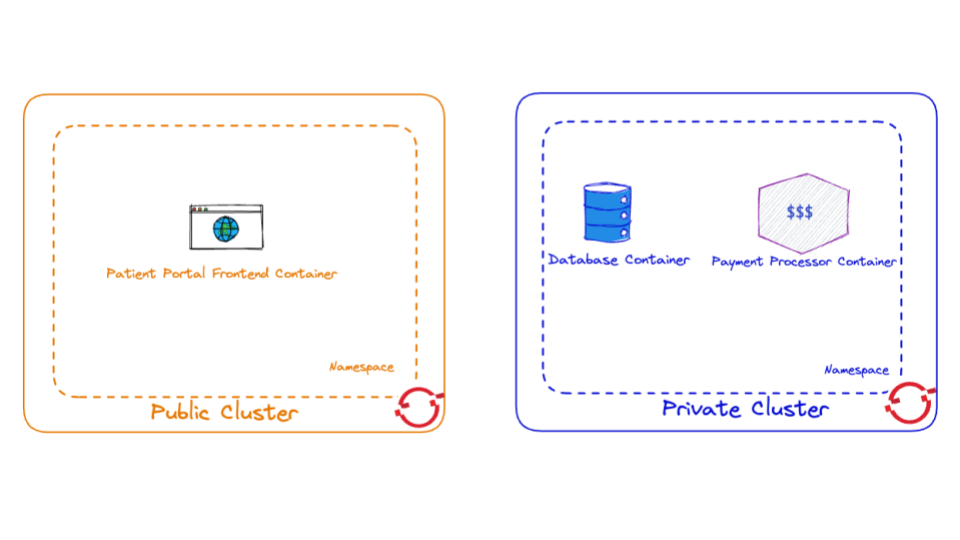 Patient Portal Frontend Container
Namespace
Public Cluster
$$$
Database Container
Payment Processor Container
Namespace
Private Cluster